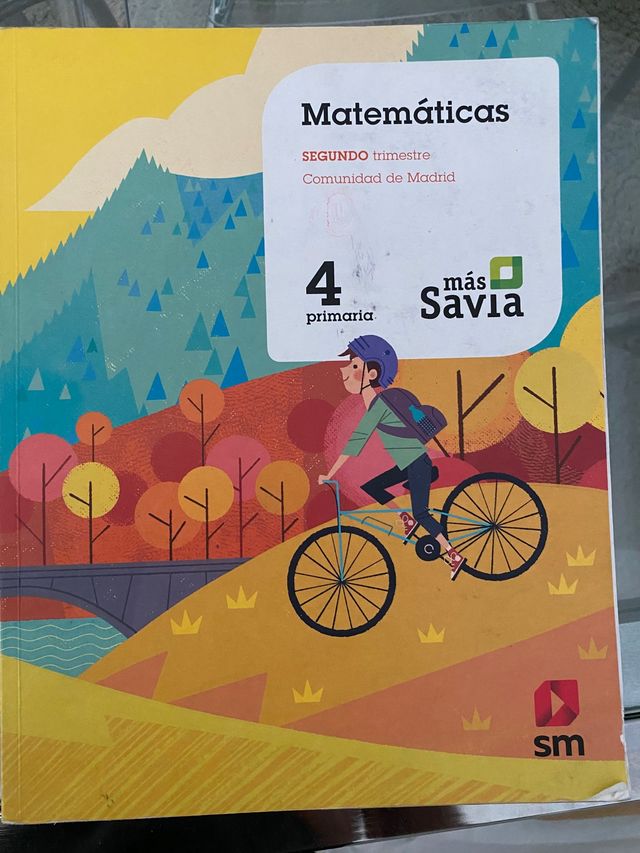 Matemáticas
SEGUNDO trimestre
Comunidad de Madrid
4
primaria
más
Savia
sm